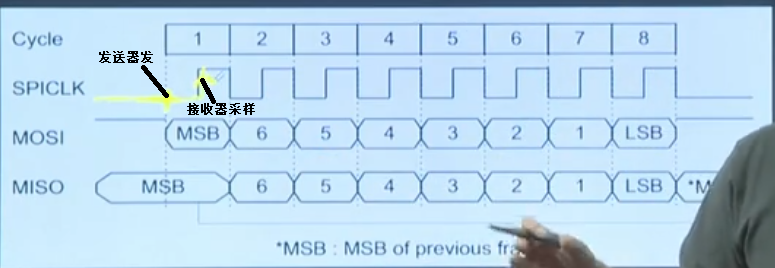 Cycle 1 2 3 4 5 6 7 8
发送器发
SPICLK
接收器采样
MOSI MSB 6 5 4 3 2 1 LSB
MISO MSB 6 5 4 3 2 1 LSB *M
*MSB : MSB of previous fra